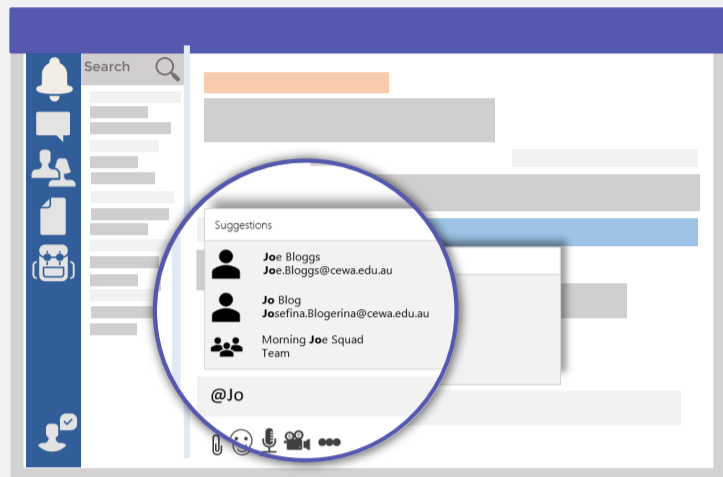 Search
Suggestions
Joe Bloggs
Joe.Bloggs@cewa.edu.au
Jo Blog
Josefina.Blogerina@cewa.edu.au
Morning Joe Squad
Team
@Jo